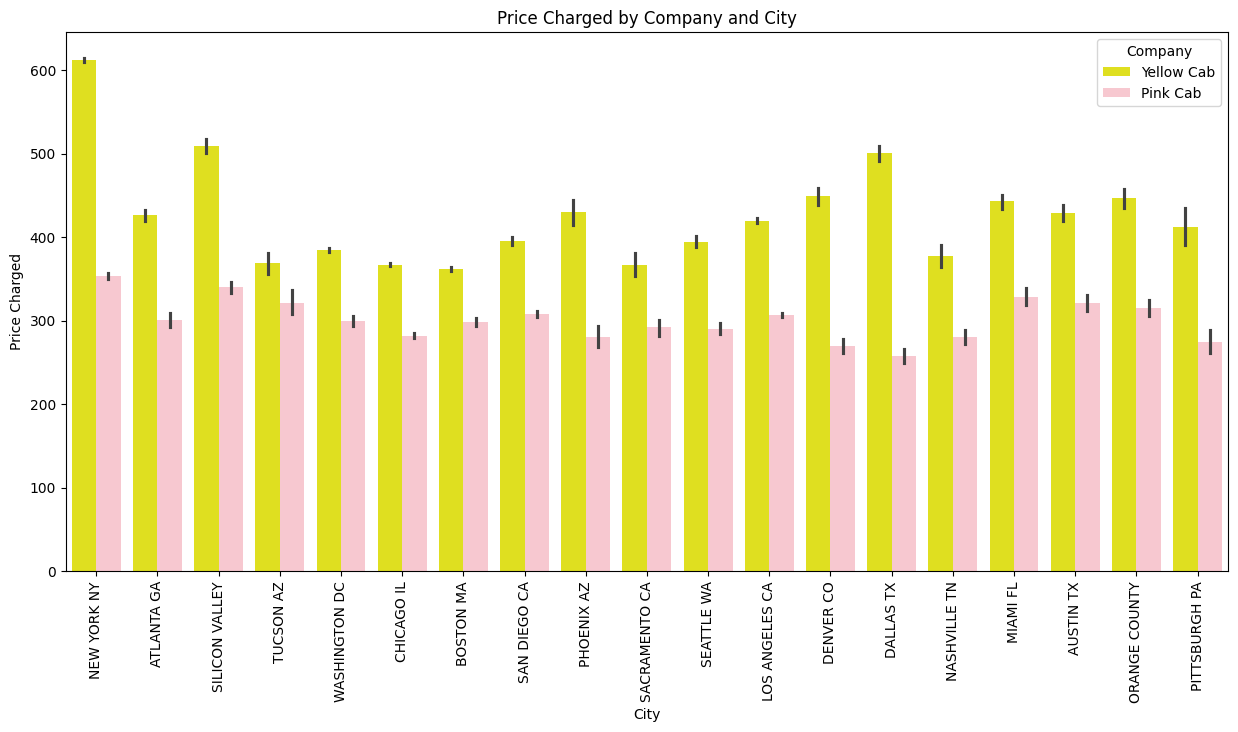 Price Charged by Company and City
Company
Yellow Cab
Pink Cab
Price Charged
600
500
400
300
200
100
0
NEW YORK NY
ATLANTA GA
SILICON VALLEY
TUCSON AZ
WASHINGTON DC
CHICAGO IL
BOSTON MA
SAN DIEGO CA
PHOENIX AZ
SACRAMENTO CA
SEATTLE WA
LOS ANGELES CA
DENVER CO
DALLAS TX
NASHVILLE TN
MIAMI FL
AUSTIN TX
ORANGE COUNTY
PITTSBURGH PA
City